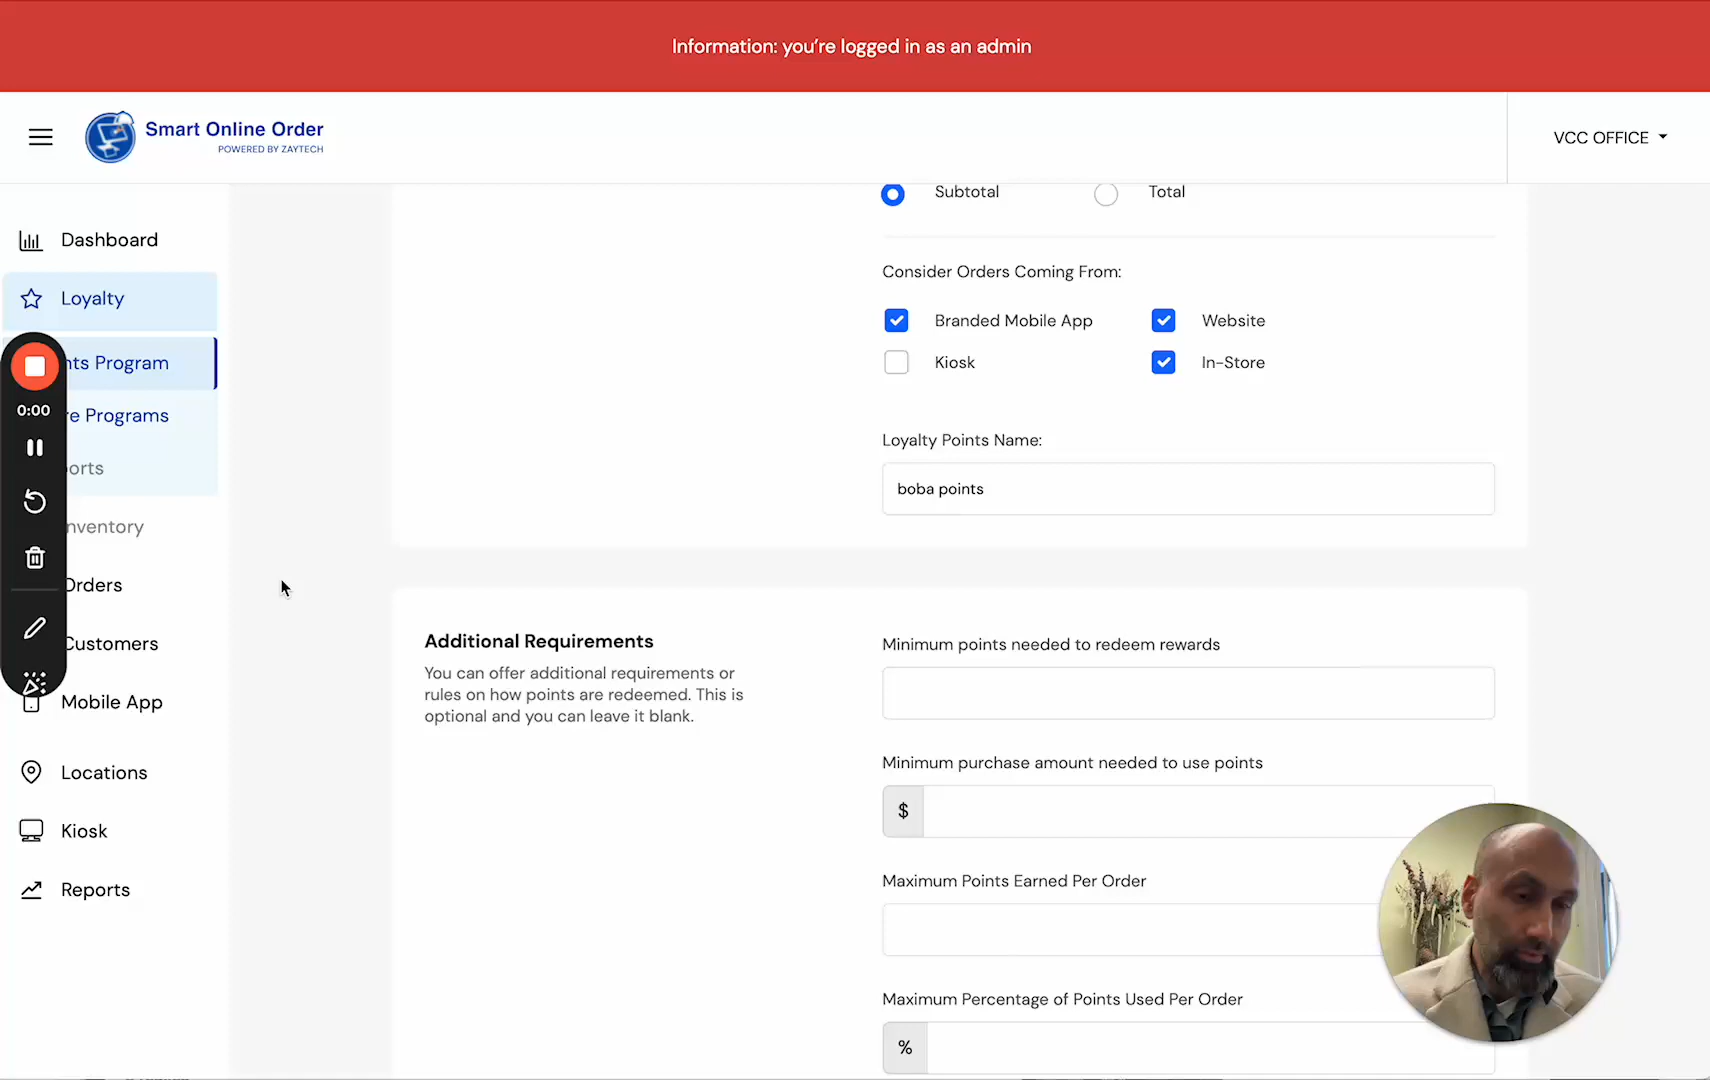 Information: you’re logged in as an admin
Smart Online Order
POWERED BY ZAYTECH
VCC OFFICE
Subtotal
Total
Dashboard
Loyalty
nts Program
re Programs
orts
Inventory
Orders
Customers
Mobile App
Locations
Kiosk
Reports
0:00
Consider Orders Coming From:
Branded Mobile App
Website
Kiosk
In-Store
Loyalty Points Name:
boba points
Additional Requirements
You can offer additional requirements or
rules on how points are redeemed. This is
optional and you can leave it blank.
Minimum points needed to redeem rewards
Minimum purchase amount needed to use points
$
Maximum Points Earned Per Order
Maximum Percentage of Points Used Per Order
%